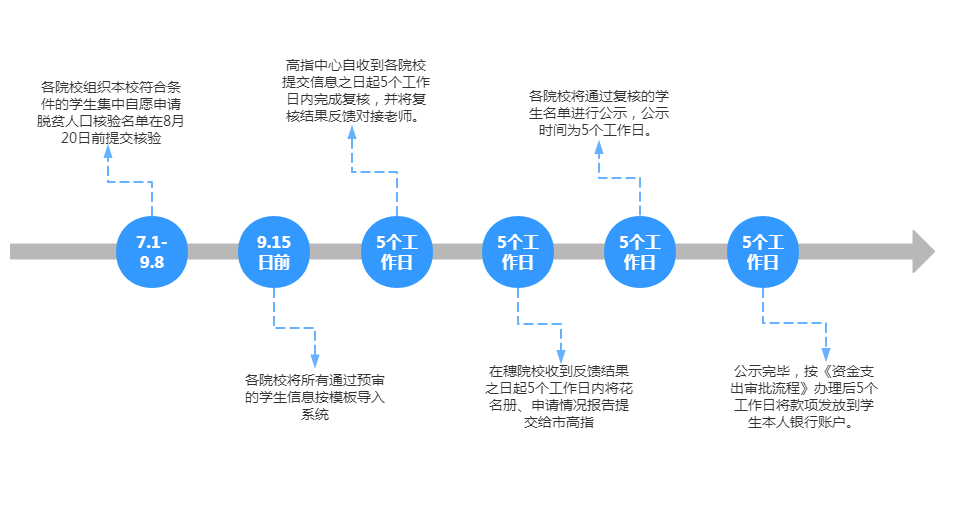 各院校组织本校符合条
件的学生集中自愿申请
脱贫人口核验名单在8月
20日前提交核验
高指中心自收到各院校
提交信息之日起5个工作
日内完成复核，并将复
核结果反馈对接老师。
各院校将通过复核的学
生名单进行公示，公示
时间为5个工作日。
7.1-
9.8
9.15
日前
5个工
作日
5个工
作日
5个工
作日
5个工
作日
各院校将所有通过预审
的学生信息按模板导入
系统
在穗院校收到反馈结果
之日起5个工作日内将花
名册、申请情况报告提
交给市高指
公示完毕，按《资金支
出审批流程》办理后5个
工作日将款项发放到学
生本人银行账户。